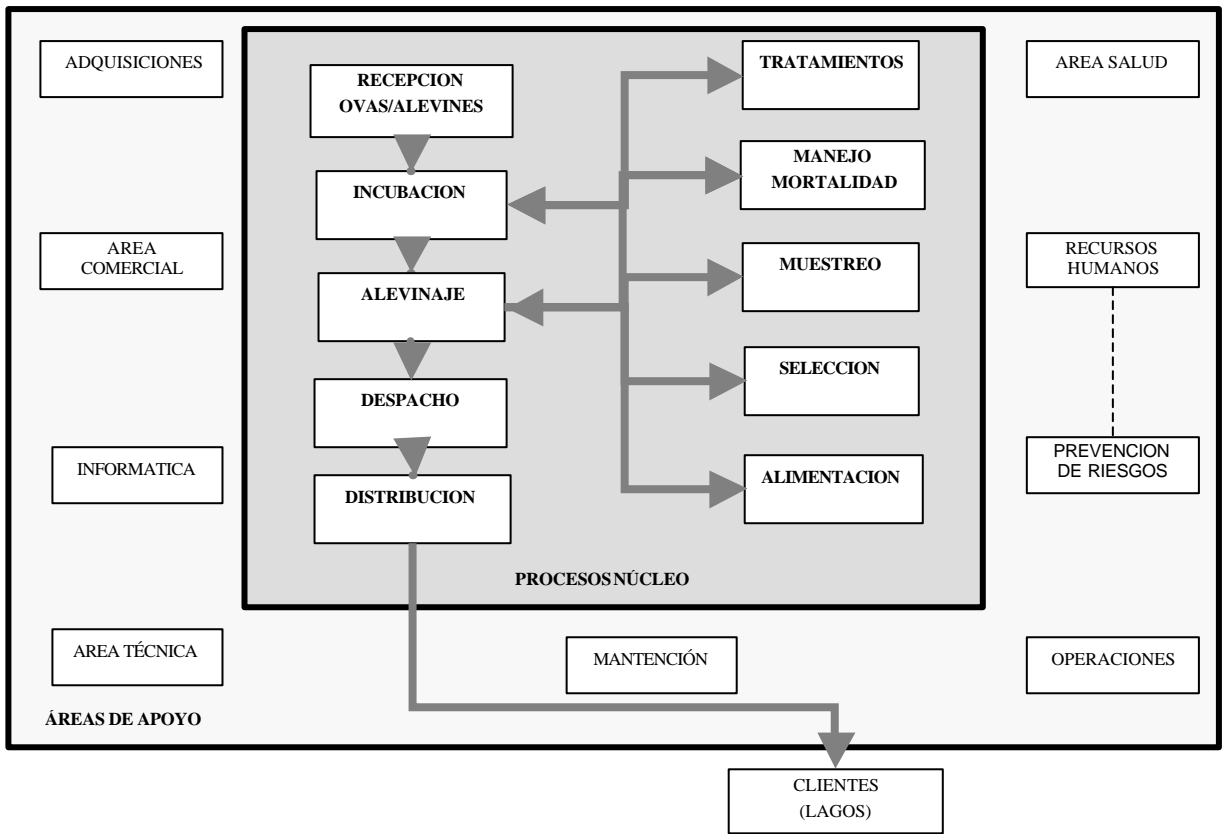 ADQUISICIONES
RECEPCION
OVAS/ALEVINES
TRATAMIENTOS
AREA SALUD
MANEJO
MORTALIDAD
INCUBACION
AREA
COMERCIAL
RECURSOS
HUMANOS
MUESTREO
ALEVINAJE
SELECCION
DESPACHO
INFORMATICA
PREVENCION
DE RIESGOS
ALIMENTACION
DISTRIBUCION
PROCESOS NÚCLEO
AREA TÉCNICA
MANTENCIÓN
OPERACIONES
ÁREAS DE APOYO
CLIENTES
(LAGOS)